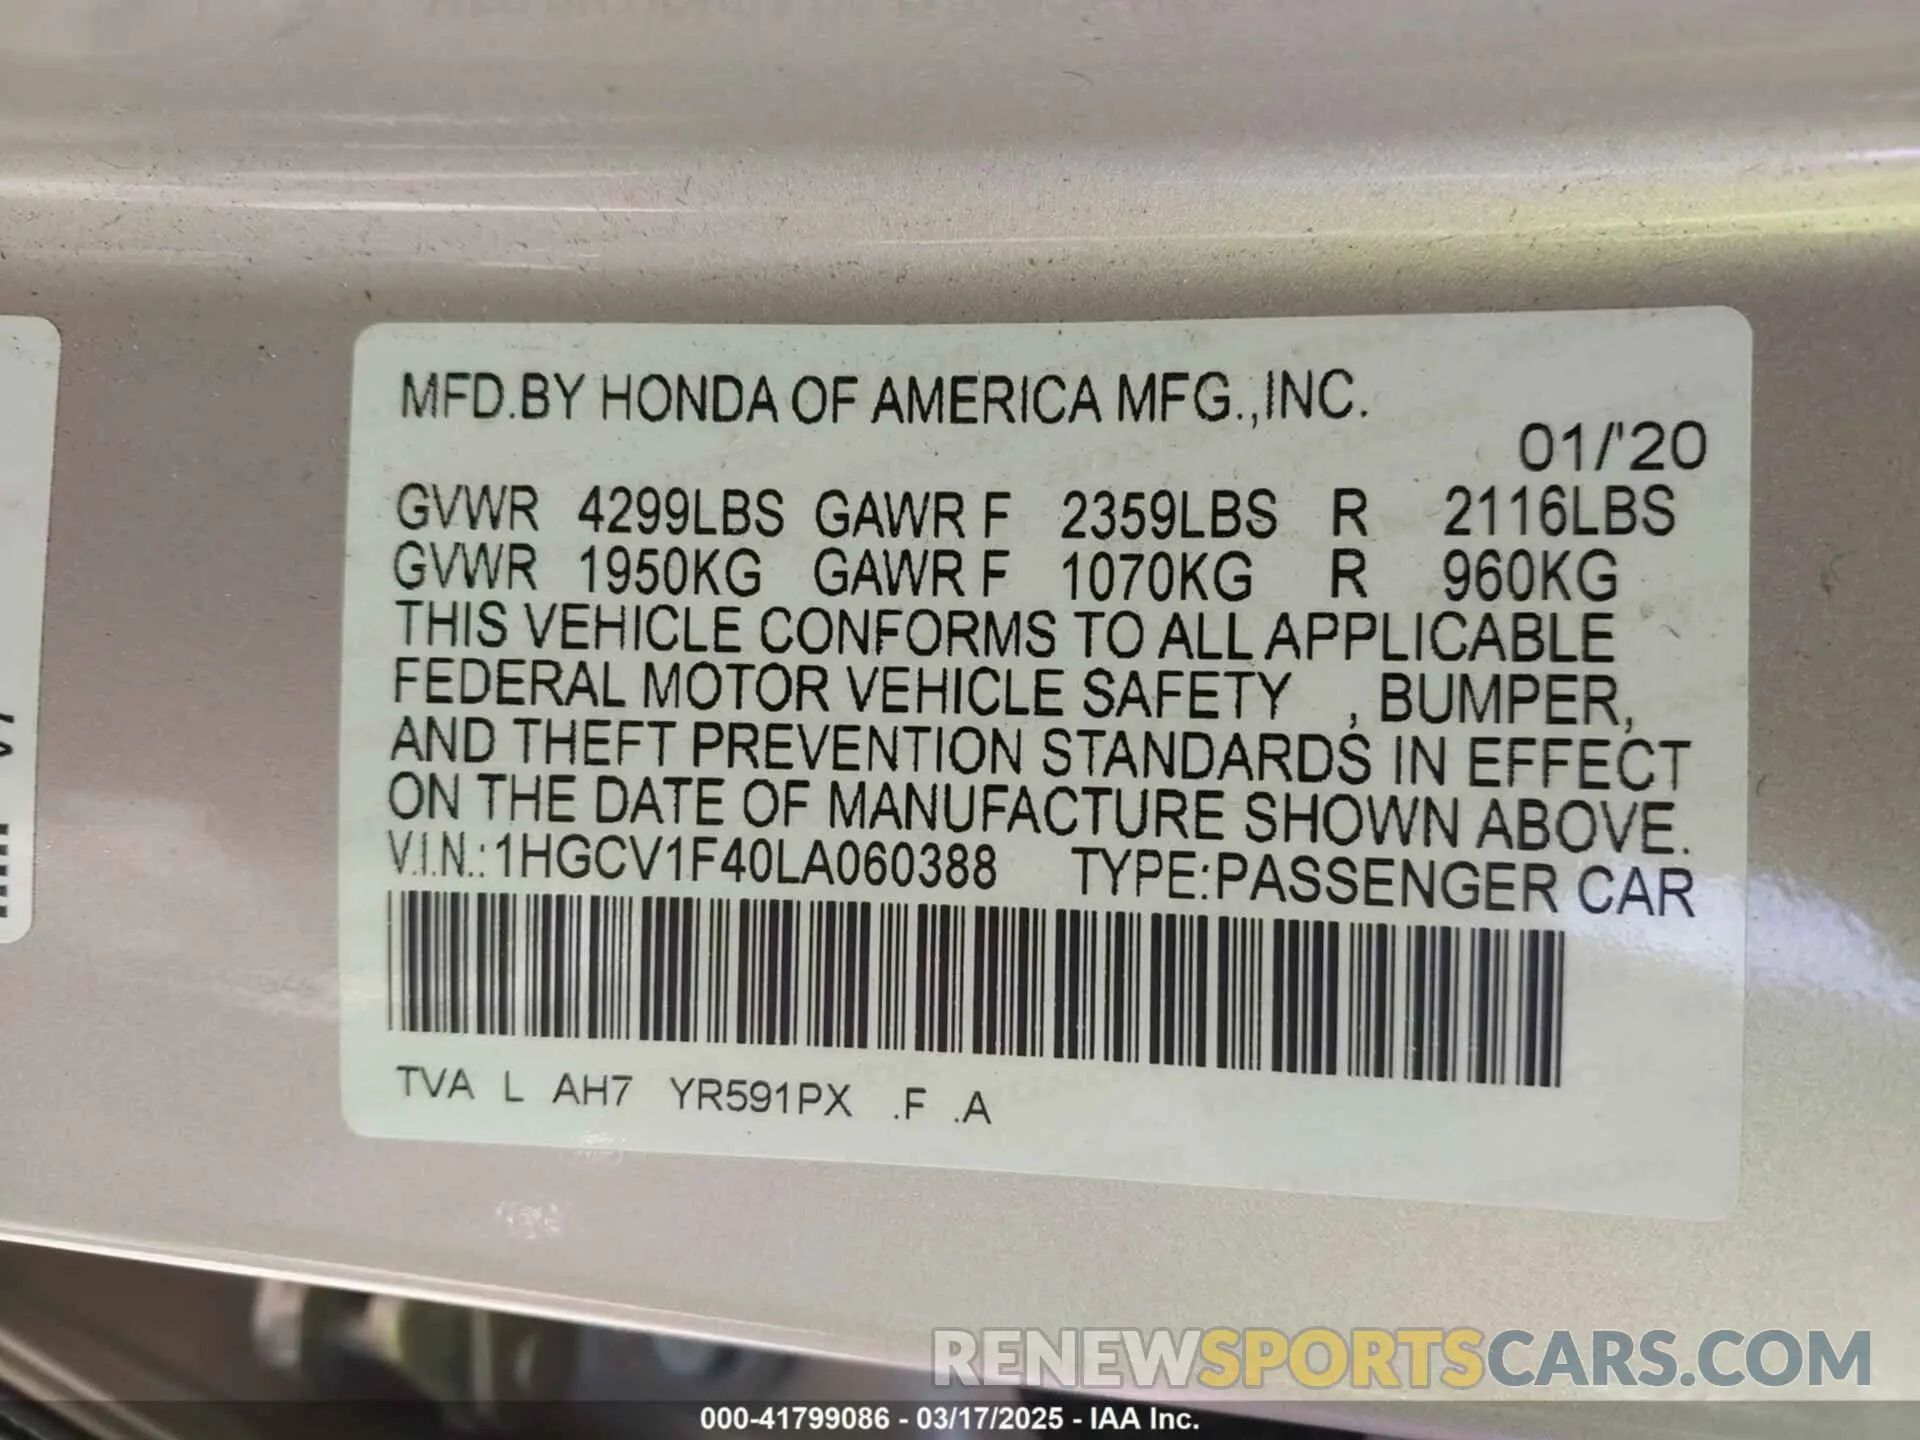 MFD.BY HONDA OF AMERICA MFG.,INC.
01/'20
GVWR 4299LBS GAWR F 2359LBS R 2116LBS
GVWR 1950KG GAWR F 1070KG R 960KG
THIS VEHICLE CONFORMS TO ALL APPLICABLE
FEDERAL MOTOR VEHICLE SAFETY , BUMPER,
AND THEFT PREVENTION STANDARDS IN EFFECT
ON THE DATE OF MANUFACTURE SHOWN ABOVE.
V.I.N.:1HGCV1F40LA060388 TYPE:PASSENGER CAR
TVA L AH7 YR591PX .F .A
RENEWSPORTSCARS.COM
000-41799086 - 03/17/2025 - IAA Inc.